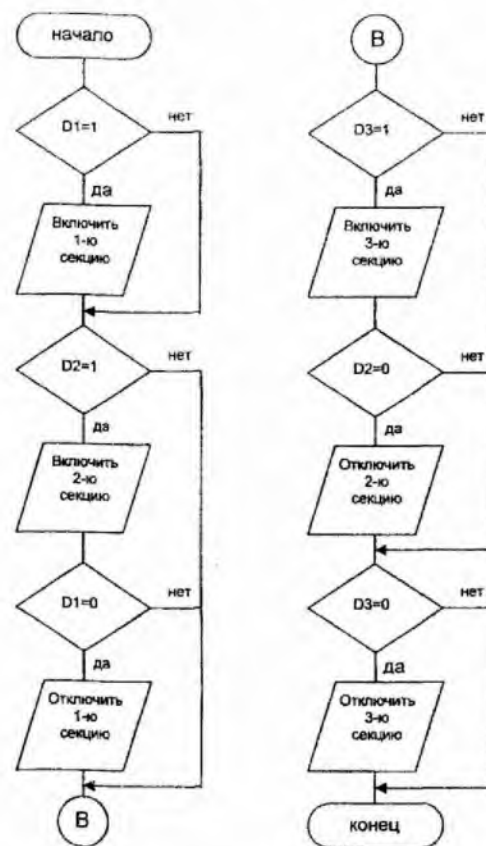 начало
D1=1
нет
да
Включить
1-ю
секцию
D2=1
нет
да
Включить
2-ю
секцию
D1=0
нет
да
Отключить
1-ю
секцию
В
В
D3=1
нет
да
Включить
3-ю
секцию
D2=0
нет
да
Отключить
2-ю
секцию
D3=0
нет
да
Отключить
3-ю
секцию
конец